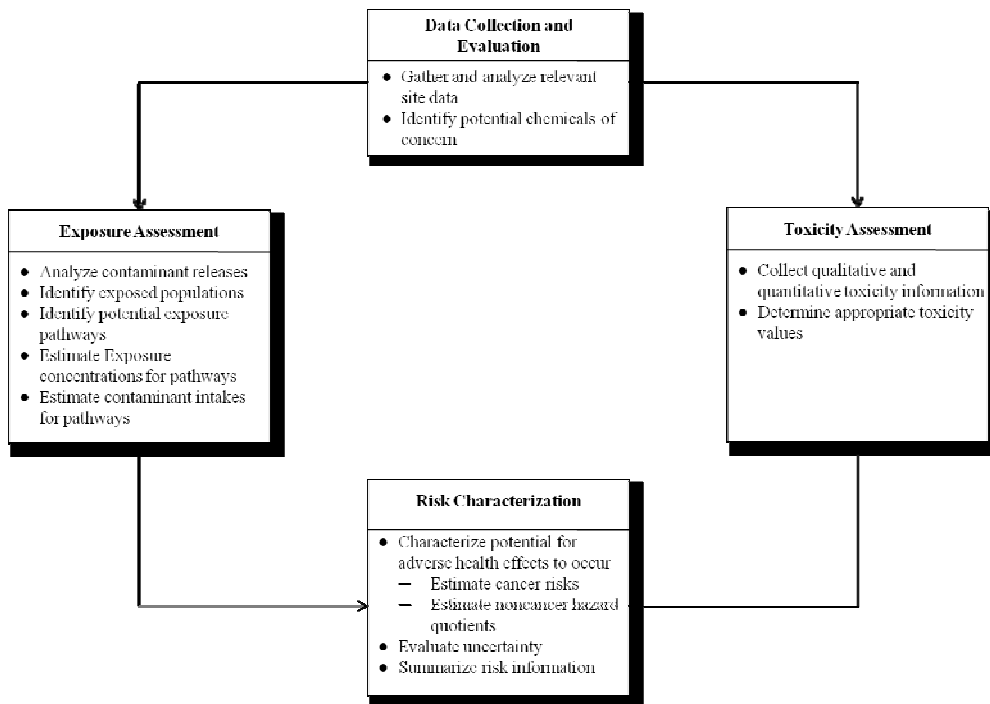 Data Collection and
Evaluation
● Gather and analyze relevant
site data
● Identify potential chemicals of
concern
Exposure Assessment
● Analyze contaminant releases
● Identify exposed populations
● Identify potential exposure
pathways
● Estimate Exposure
concentrations for pathways
● Estimate contaminant intakes
for pathways
Toxicity Assessment
● Collect qualitative and
quantitative toxicity information
● Determine appropriate toxicity
values
Risk Characterization
● Characterize potential for
adverse health effects to occur
— Estimate cancer risks
— Estimate noncancer hazard
quotients
● Evaluate uncertainty
● Summarize risk information